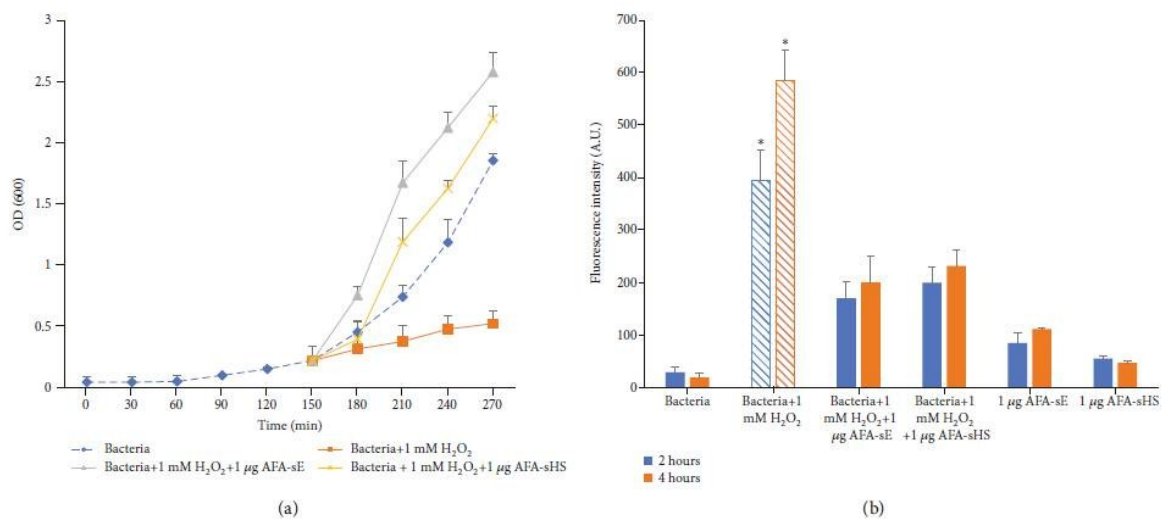 3
2.5
2
1.5
1
0.5
0
OD (600)
0 30 60 90 120 150 180 210 240 270
Time (min)
Bacteria
Bacteria+1 mM H₂O₂
Bacteria+1 mM H₂O₂+1 µg AFA-sE
Bacteria + 1 mM H₂O₂+1 µg AFA-sHS
(a)
700
600
500
400
300
200
100
0
Fluorescence intensity (A.U.)
*
*
Bacteria
Bacteria+1
mM H₂O₂
Bacteria+1
mM H₂O₂+1
µg AFA-sE
Bacteria+1
mM H₂O₂
+1 µg AFA-sHS
1 µg AFA-sE
1 µg AFA-sHS
2 hours
4 hours
(b)